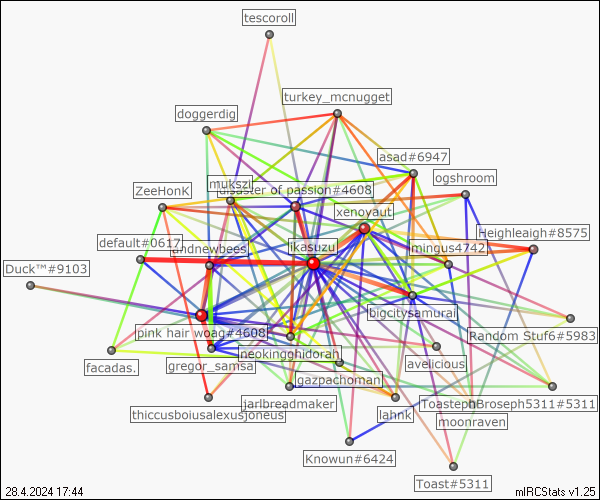 tescoroll
turkey_mcnugget
doggerdig
asad#6947
ogshroom
mukszi
disaster of passion#4608
ZeeHonK
xenoyaut
Heighleaigh#8575
default#0617
andnewbees
ikasuzu
mingus4742
Duck™#9103
bigcitysamurai
pink hair woag#4608
Random Stuf6#5983
neokingghidorah
facadas.
gregor_samsa
avelicious
gazpachoman
thiccusboiusalexusjoneus
jarlbreadmaker
lahnk
ToastephBroseph5311#5311
moonraven
Knowun#6424
Toast#5311
28.4.2024 17:44
mIRCStats v1.25